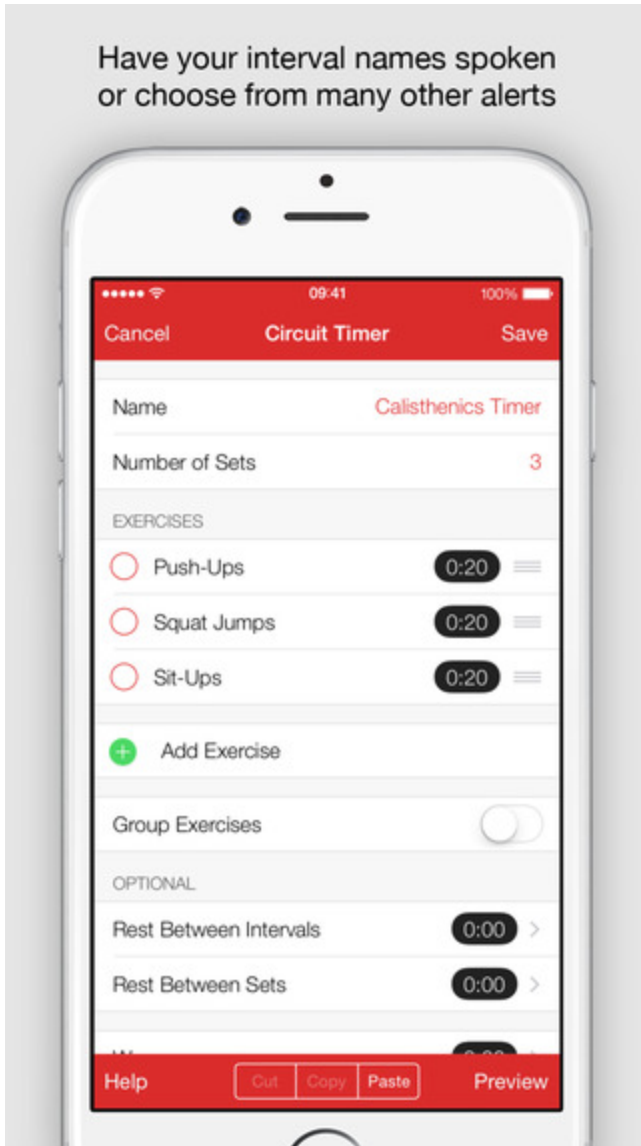 Have your interval names spoken
or choose from many other alerts
09:41
100%
Cancel
Circuit Timer
Save
Name
Calisthenics Timer
Number of Sets
3
EXERCISES
Push-Ups
0:20
Squat Jumps
0:20
Sit-Ups
0:20
Add Exercise
Group Exercises
OPTIONAL
Rest Between Intervals
0:00
Rest Between Sets
0:00
Help
Cut
Copy
Paste
Preview